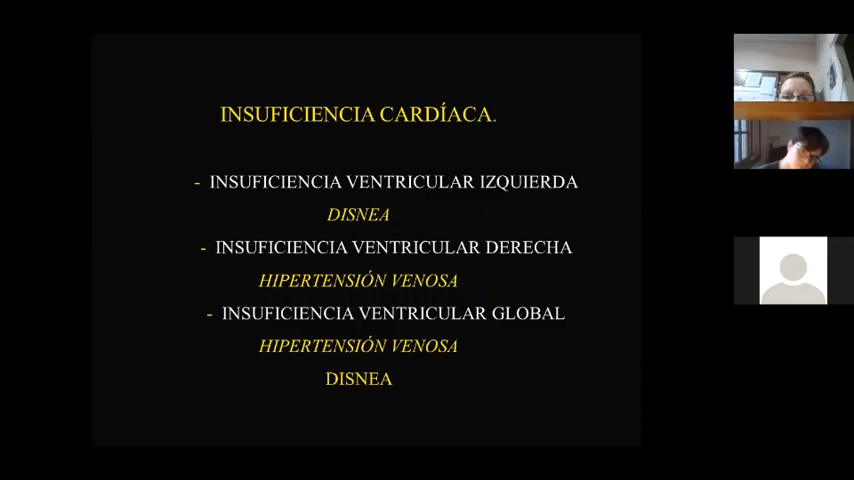 INSUFICIENCIA CARDÍACA.
- INSUFICIENCIA VENTRICULAR IZQUIERDA
DISNEA
- INSUFICIENCIA VENTRICULAR DERECHA
HIPERTENSIÓN VENOSA
- INSUFICIENCIA VENTRICULAR GLOBAL
HIPERTENSIÓN VENOSA
DISNEA